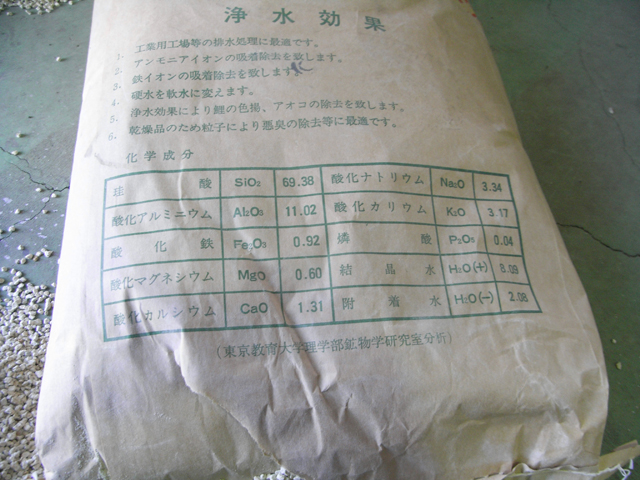 浄水効果
1. 工業用工場等の排水処理に最適です。
2. アンモニアイオンの吸着除去を致します。
3. 鉄イオンの吸着除去を致します。
4. 硬水を軟水に変えます。
5. 浄水効果により鯉の色揚、アオコの除去を致します。
6. 乾燥品のため粒子により悪臭の除去等に最適です。
化学成分
珪酸 SiO₂ 69.38 酸化ナトリウム Na₂O 3.34
酸化アルミニウム Al₂O₃ 11.02 酸化カリウム K₂O 3.17
酸化鉄 Fe₂O₃ 0.92 燐酸 P₂O₅ 0.04
酸化マグネシウム MgO 0.60 結晶水 H₂O(+) 8.09
酸化カルシウム CaO 1.31 附着水 H₂O(−) 2.08
(東京教育大学理学部鉱物学研究室分析)